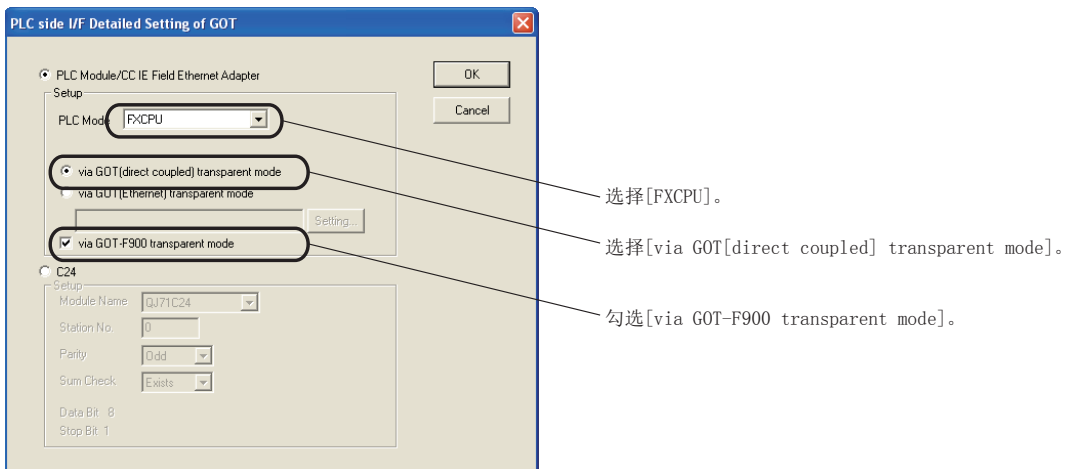 PLC side I/F Detailed Setting of GOT
PLC Module/CC IE Field Ethernet Adapter
OK
Setup
Cancel
PLC Mode FXCPU
via GOT(direct coupled) transparent mode
选择[FXCPU]。
via GOT(Ethernet) transparent mode
Setting...
via GOT-F900 transparent mode
选择[via GOT[direct coupled] transparent mode]。
C24
Setup
Module Name QJ71C24
勾选[via GOT-F900 transparent mode]。
Station No. 0
Parity Odd
Sum Check Exists
Data Bit 8
Stop Bit 1